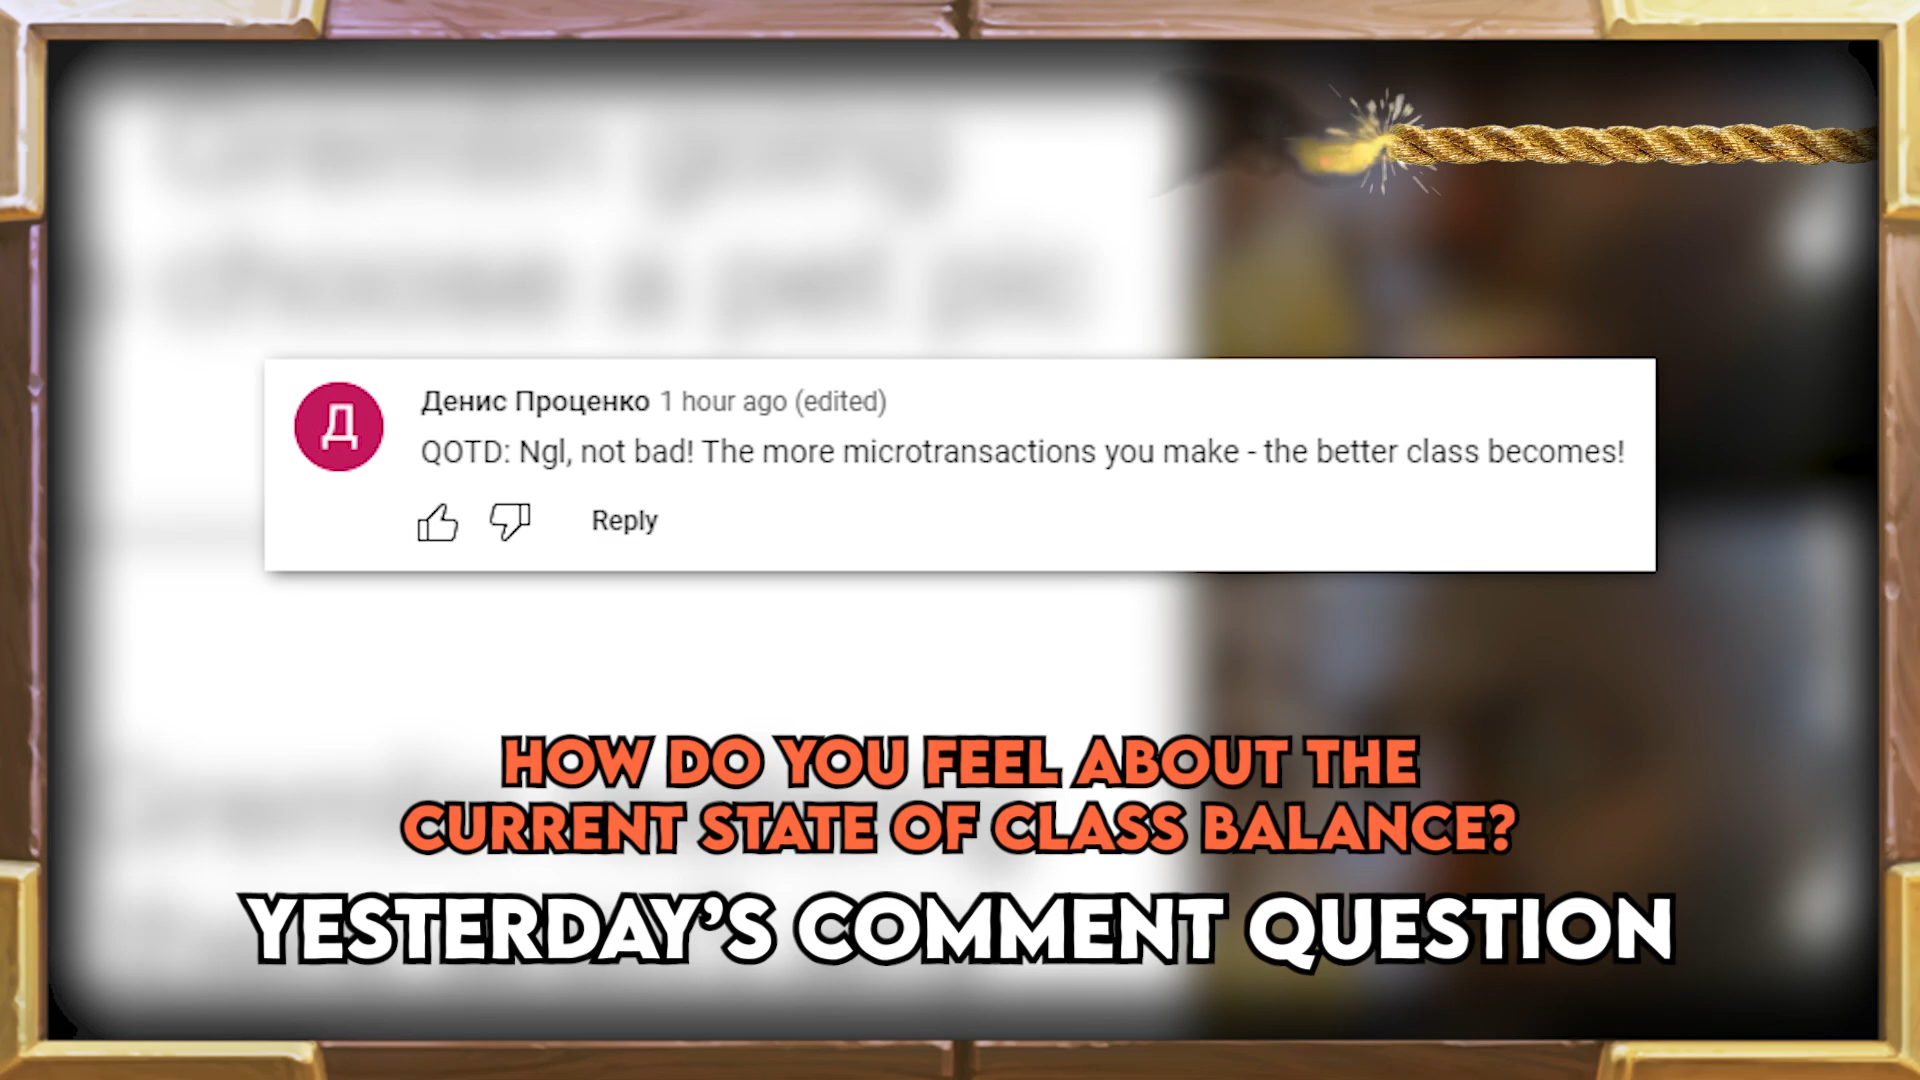 Денис Проценко 1 hour ago (edited)
Д
QOTD: Ngl, not bad! The more microtransactions you make - the better class becomes!
Reply
HOW DO YOU FEEL ABOUT THE
CURRENT STATE OF CLASS BALANCE?
YESTERDAY'S COMMENT QUESTION